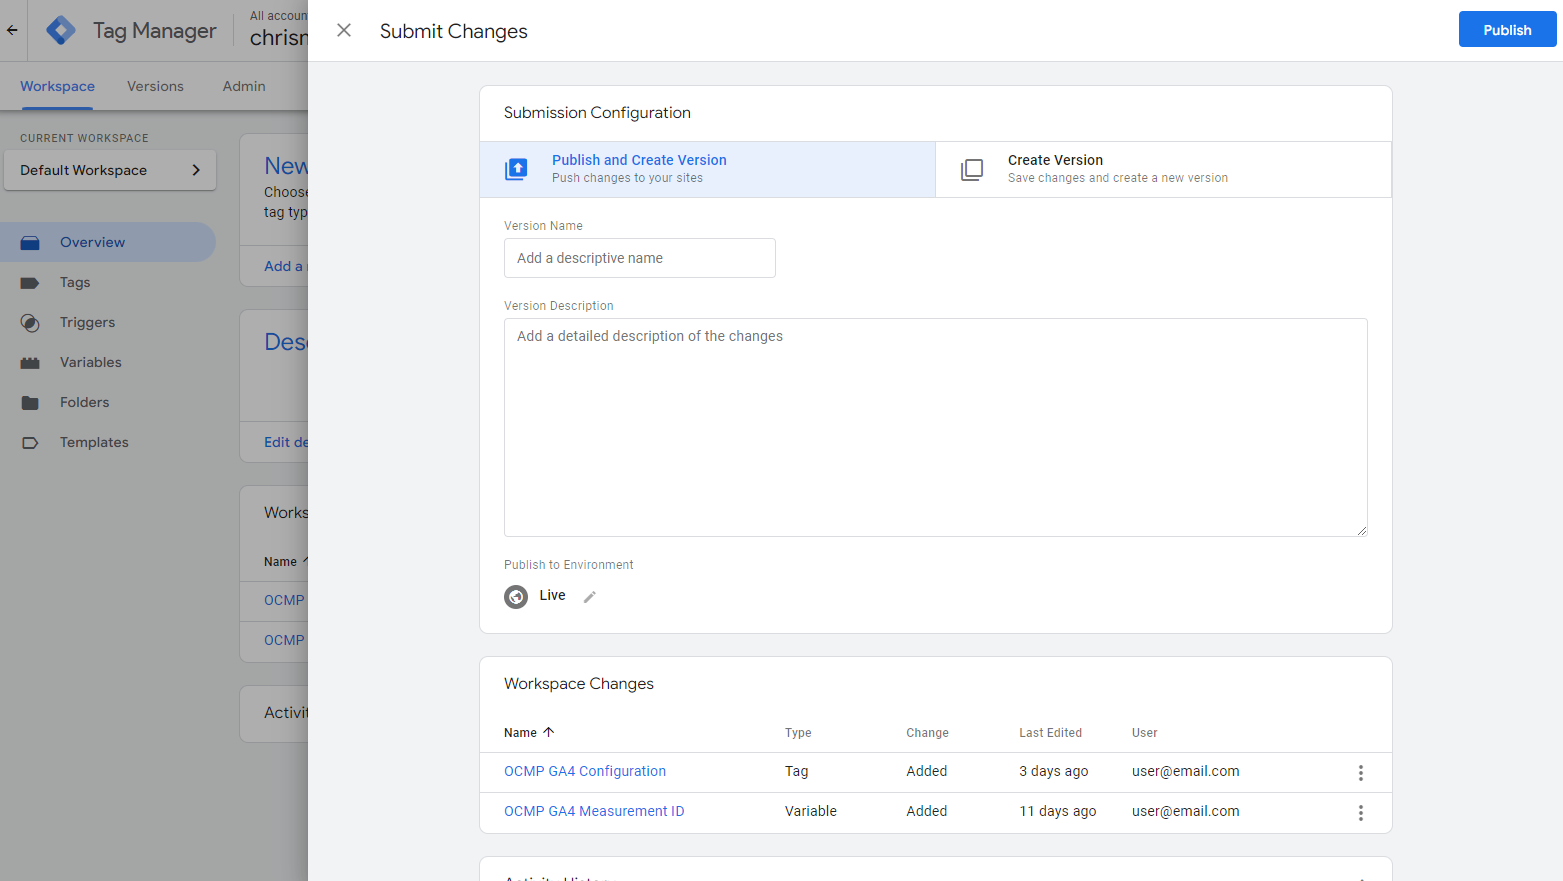 Tag Manager
All accoun
chrisn
Submit Changes
Publish
Workspace
Versions
Admin
CURRENT WORKSPACE
Default Workspace
Overview
Tags
Triggers
Variables
Folders
Templates
New
Choose
tag typ
Add a
Desc
Edit de
Works
Name
OCMP
OCMP
Activit
Submission Configuration
Publish and Create Version
Push changes to your sites
Create Version
Save changes and create a new version
Version Name
Add a descriptive name
Version Description
Add a detailed description of the changes
Publish to Environment
Live
Workspace Changes
Name Type Change Last Edited User
OCMP GA4 Configuration Tag Added 3 days ago user@email.com
OCMP GA4 Measurement ID Variable Added 11 days ago user@email.com
Activity History